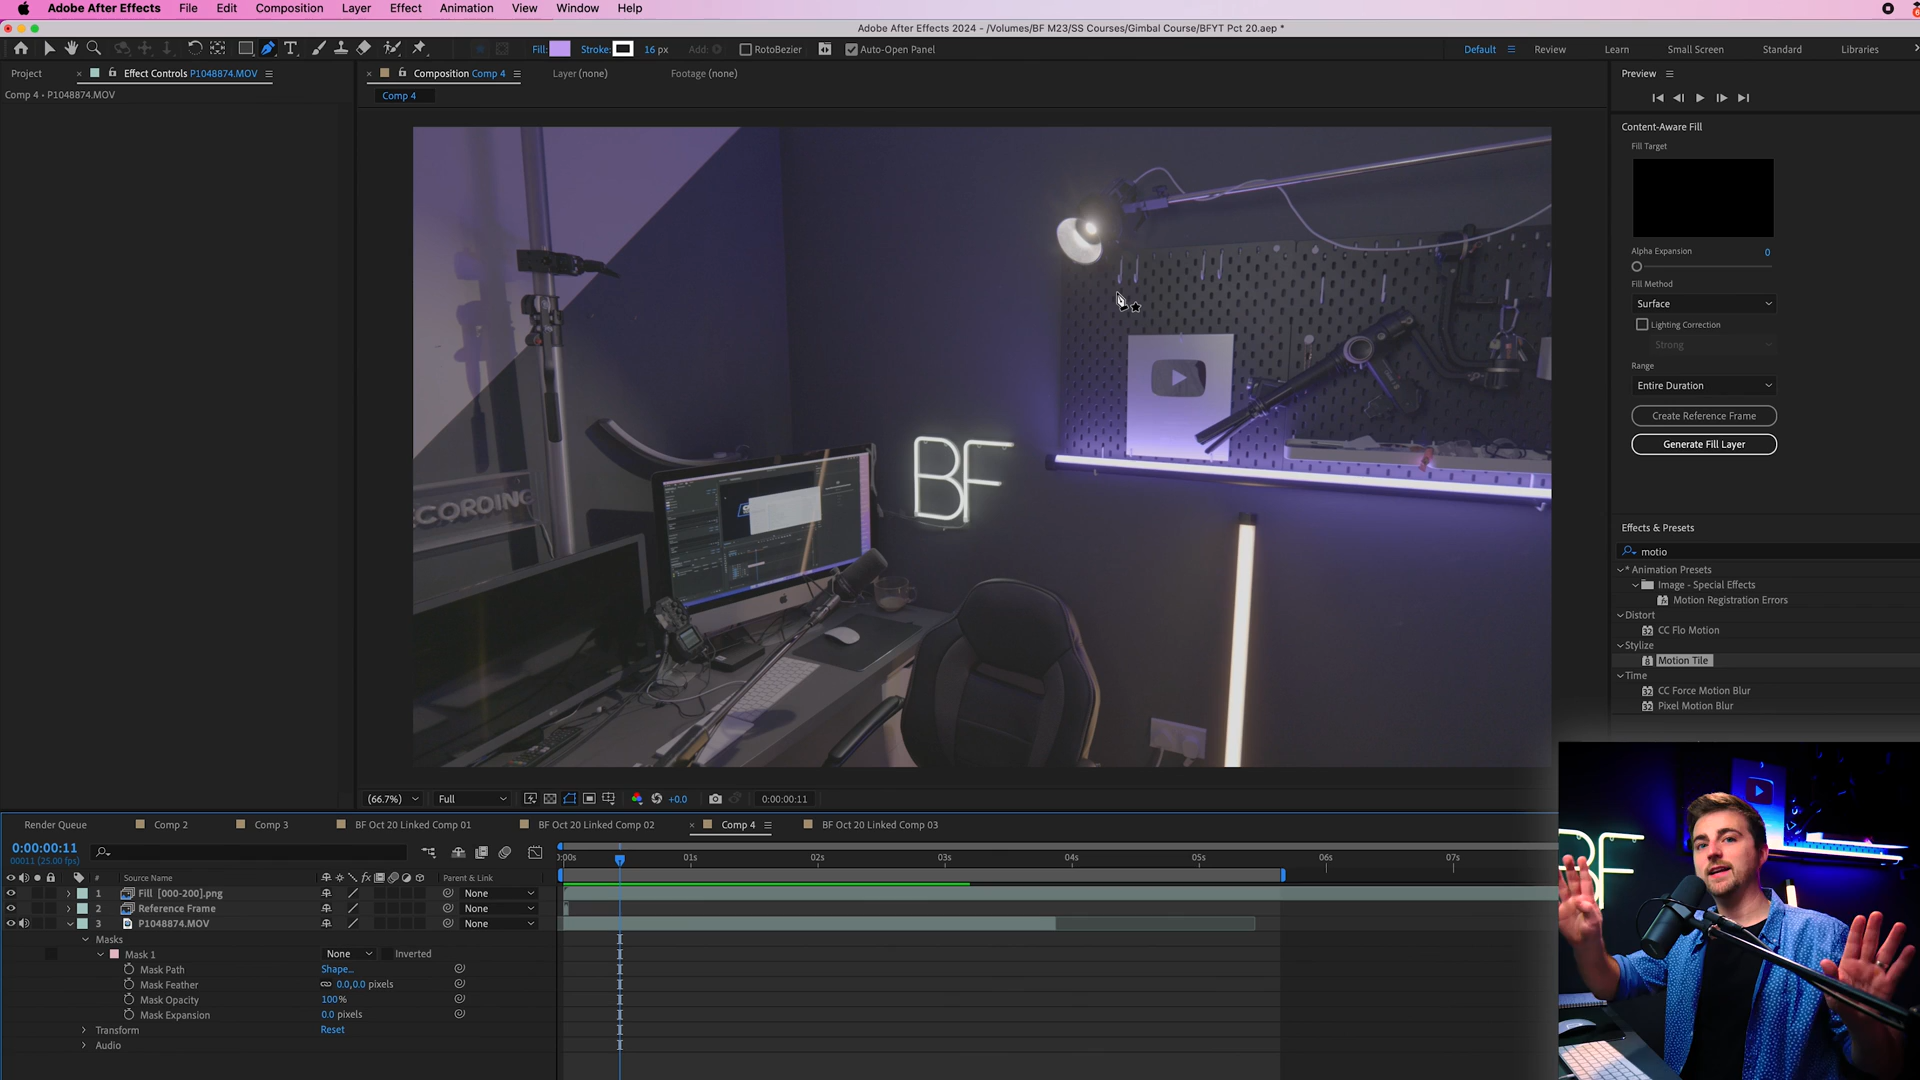 Adobe After Effects File Edit Composition Layer Effect Animation View Window Help
Adobe After Effects 2024 - /Volumes/BF M23/SS Courses/Gimbal Course/BFYT Pct 20.aep *
Fill: Stroke: 16 px Add: RotoBezier Auto-Open Panel Default Review Learn Small Screen Standard Libraries
Project Effect Controls P1048874.MOV Composition Comp 4 Layer (none) Footage (none) Preview
Comp 4 • P1048874.MOV
Comp 4
Content-Aware Fill
Fill Target
Alpha Expansion 0
Fill Method
Surface
Lighting Correction
Strong
Range
Entire Duration
Create Reference Frame
Generate Fill Layer
BF
CORDING
Effects & Presets
motio
* Animation Presets
Image - Special Effects
Motion Registration Errors
Distort
CC Flo Motion
Stylize
Motion Tile
Time
CC Force Motion Blur
Pixel Motion Blur
(66.7%) Full +0.0 0:00:00:11
Render Queue Comp 2 Comp 3 BF Oct 20 Linked Comp 01 BF Oct 20 Linked Comp 02 Comp 4 BF Oct 20 Linked Comp 03
0:00:00:11
00011 (25.00 fps)
0:00s 01s 02s 03s 04s 05s 06s 07s
# Source Name Parent & Link
1 Fill [000-200].png None
2 Reference Frame None
3 P1048874.MOV None
Masks
Mask 1 None Inverted
Mask Path Shape...
Mask Feather 0.0,0.0 pixels
Mask Opacity 100%
Mask Expansion 0.0 pixels
Transform Reset
Audio
BF